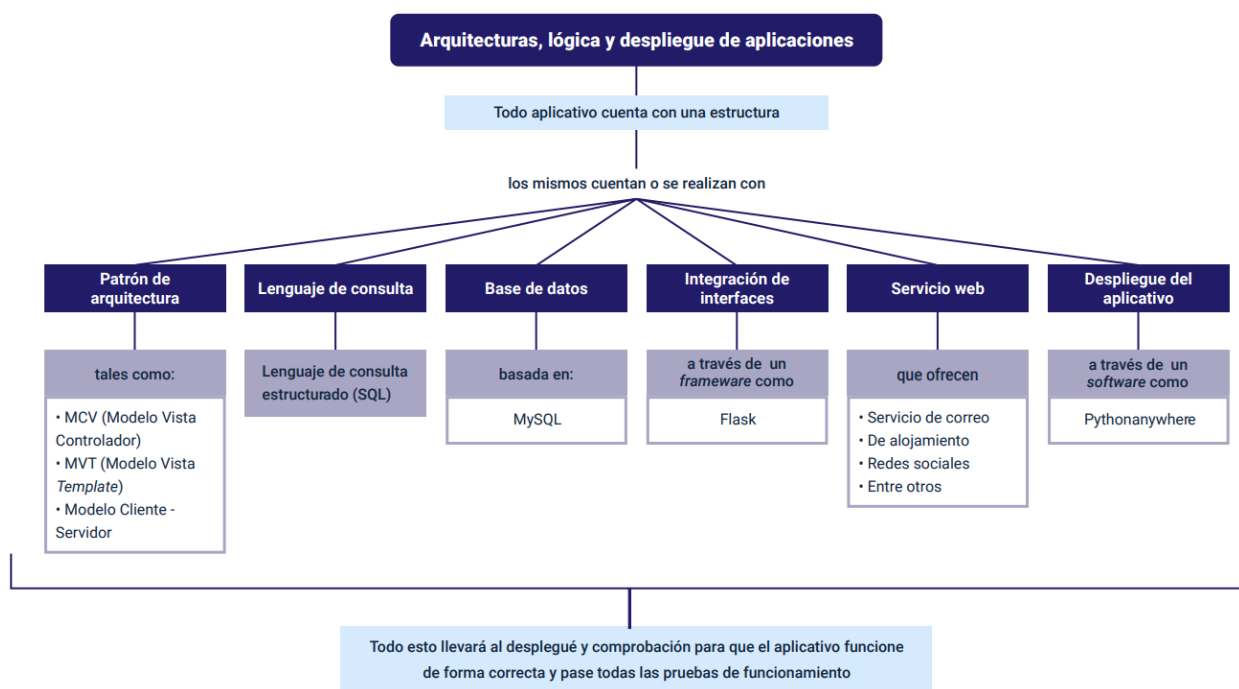 Arquitecturas, lógica y despliegue de aplicaciones
Todo aplicativo cuenta con una estructura
los mismos cuentan o se realizan con
Patrón de
arquitectura
tales como:
• MCV (Modelo Vista
Controlador)
• MVT (Modelo Vista
Template)
• Modelo Cliente -
Servidor
Lenguaje de consulta
Lenguaje de consulta
estructurado (SQL)
Base de datos
basada en:
MySQL
Integración de
interfaces
a través de un
frameware como
Flask
Servicio web
que ofrecen
• Servicio de correo
• De alojamiento
• Redes sociales
• Entre otros
Despliegue del
aplicativo
a través de un
software como
Pythonanywhere
Todo esto llevará al desplegué y comprobación para que el aplicativo funcione
de forma correcta y pase todas las pruebas de funcionamiento